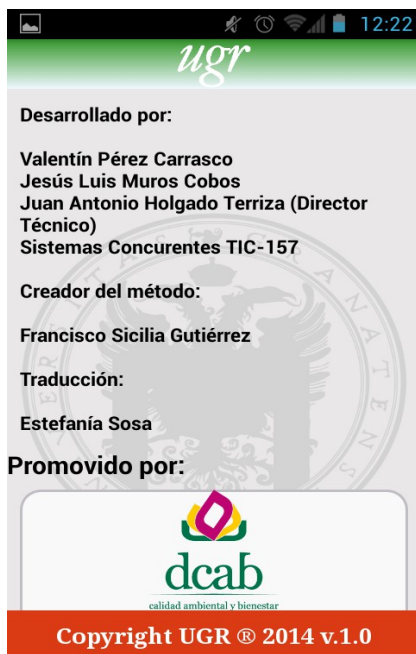 12:22
ugr
Desarrollado por:
Valentín Pérez Carrasco
Jesús Luis Muros Cobos
Juan Antonio Holgado Terriza (Director
Técnico)
Sistemas Concurentes TIC-157
Creador del método:
Francisco Sicilia Gutiérrez
Traducción:
Estefanía Sosa
Promovido por:
dcab
calidad ambiental y bienestar
Copyright UGR ® 2014 v.1.0